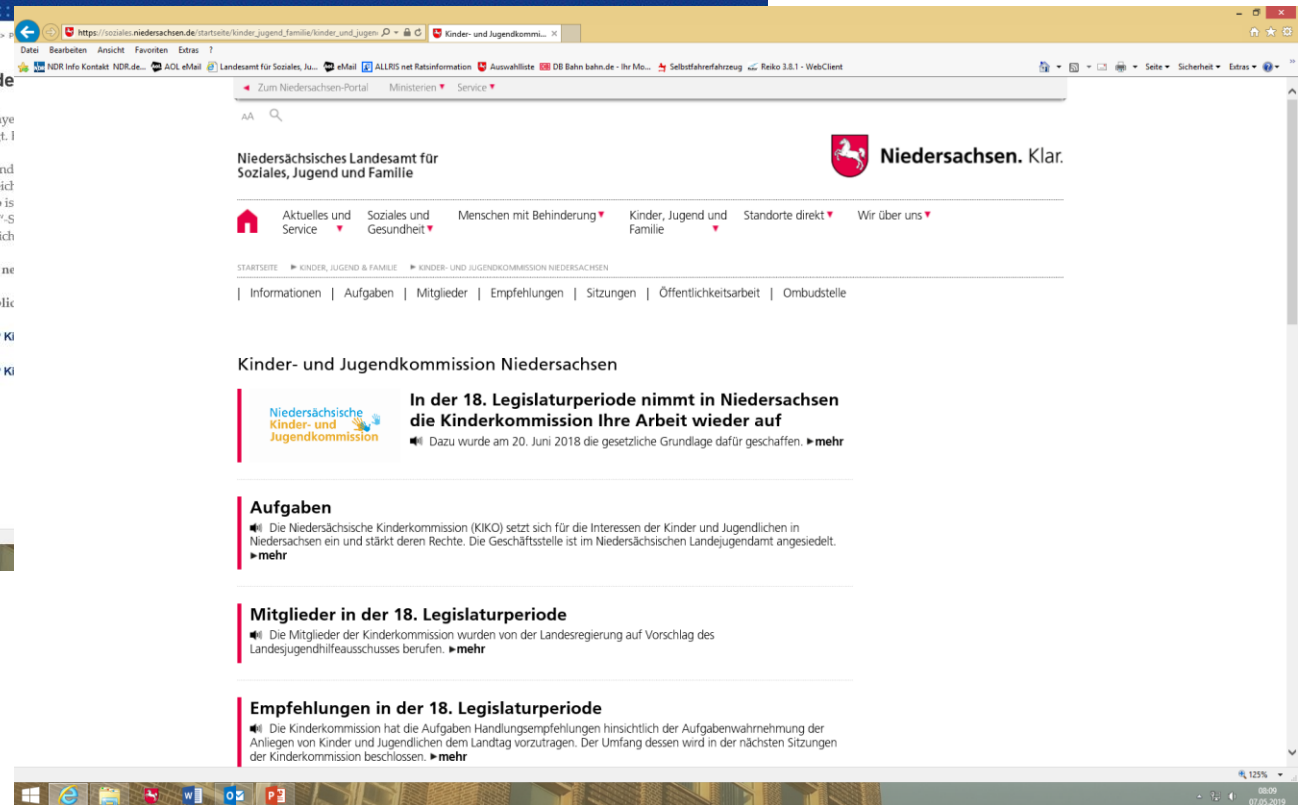 https://soziales.niedersachsen.de/startseite/kinder_jugend_familie/kinder_und_jugen
Kinder- und Jugendkommi...
Datei Bearbeiten Ansicht Favoriten Extras ?
NDR Info Kontakt NDR.de... AOL eMail Landesamt für Soziales, Ju... eMail ALLRIS net Ratsinformation Auswahlliste DB Bahn bahn.de - Ihr Mo... Selbstfahrerfahrzeug Reiko 3.8.1 - WebClient Seite Sicherheit Extras
Zum Niedersachsen-Portal Ministerien Service
AA
Niedersächsisches Landesamt für
Soziales, Jugend und Familie
Niedersachsen. Klar.
Aktuelles und Service Soziales und Gesundheit Menschen mit Behinderung Kinder, Jugend und Familie Standorte direkt Wir über uns
STARTSEITE ► KINDER, JUGEND & FAMILIE ► KINDER- UND JUGENDKOMMISSION NIEDERSACHSEN
| Informationen | Aufgaben | Mitglieder | Empfehlungen | Sitzungen | Öffentlichkeitsarbeit | Ombudstelle
Kinder- und Jugendkommission Niedersachsen
Niedersächsische
Kinder- und
Jugendkommission
In der 18. Legislaturperiode nimmt in Niedersachsen
die Kinderkommission Ihre Arbeit wieder auf
Dazu wurde am 20. Juni 2018 die gesetzliche Grundlage dafür geschaffen. ►mehr
Aufgaben
Die Niedersächsische Kinderkommission (KIKO) setzt sich für die Interessen der Kinder und Jugendlichen in
Niedersachsen ein und stärkt deren Rechte. Die Geschäftsstelle ist im Niedersächsischen Landejugendamt angesiedelt.
►mehr
Mitglieder in der 18. Legislaturperiode
Die Mitglieder der Kinderkommission wurden von der Landesregierung auf Vorschlag des
Landesjugendhilfeausschusses berufen. ►mehr
Empfehlungen in der 18. Legislaturperiode
Die Kinderkommission hat die Aufgaben Handlungsempfehlungen hinsichtlich der Aufgabenwahrnehmung der
Anliegen von Kinder und Jugendlichen dem Landtag vorzutragen. Der Umfang dessen wird in der nächsten Sitzungen
der Kinderkommission beschlossen. ►mehr
125%
08:09
07.05.2019